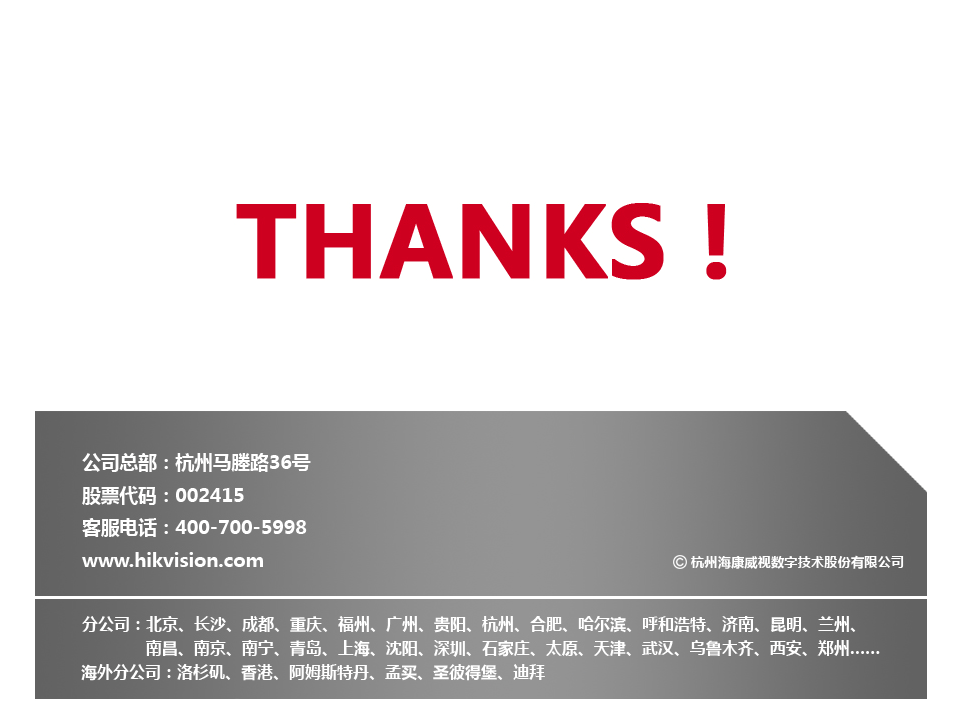 THANKS！
公司总部：杭州马塍路36号
股票代码：002415
客服电话：400-700-5998
www.hikvision.com
© 杭州海康威视数字技术股份有限公司
分公司：北京、长沙、成都、重庆、福州、广州、贵阳、杭州、合肥、哈尔滨、呼和浩特、济南、昆明、兰州、
南昌、南京、南宁、青岛、上海、沈阳、深圳、石家庄、太原、天津、武汉、乌鲁木齐、西安、郑州……
海外分公司：洛杉矶、香港、阿姆斯特丹、孟买、圣彼得堡、迪拜